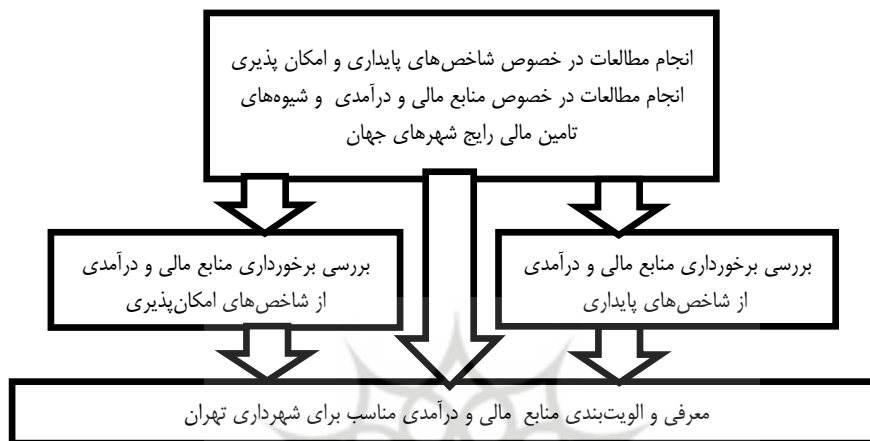 انجام مطالعات در خصوص شاخص‌های پایداری و امکان پذیری
انجام مطالعات در خصوص منابع مالی و درآمدی و شیوه‌های
تامین مالی رایج شهرهای جهان
بررسی برخورداری منابع مالی و درآمدی
از شاخص‌های پایداری
بررسی برخورداری منابع مالی و درآمدی
از شاخص‌های امکان‌پذیری
معرفی و الویت‌بندی منابع مالی و درآمدی مناسب برای شهرداری تهران